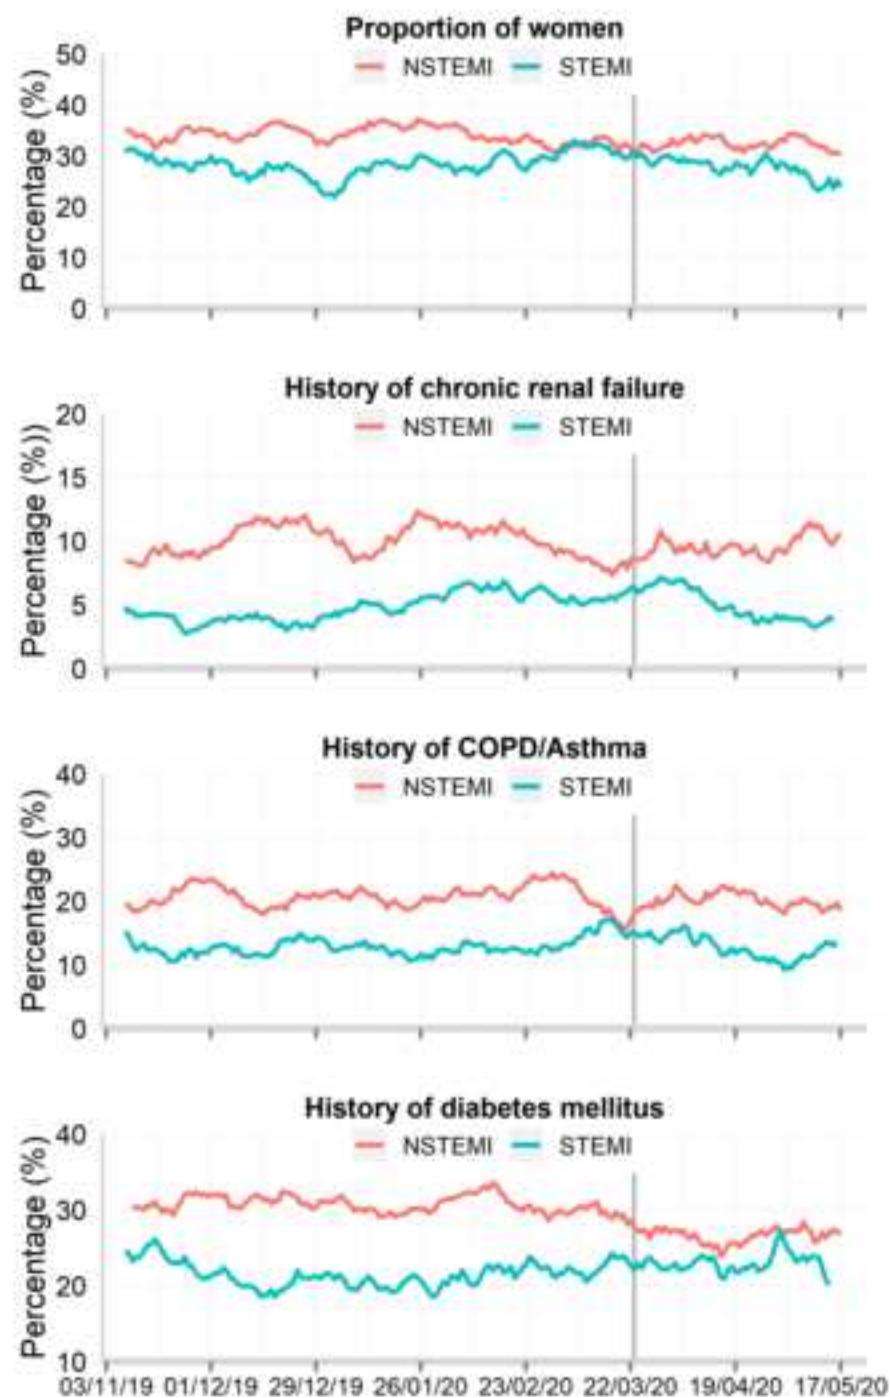 Proportion of women
NSTEMI STEMI
Percentage (%)
50
40
30
20
10
0
History of chronic renal failure
NSTEMI STEMI
Percentage (%))
20
15
10
5
0
History of COPD/Asthma
NSTEMI STEMI
Percentage (%)
40
30
20
10
0
History of diabetes mellitus
NSTEMI STEMI
Percentage (%)
40
30
20
10
03/11/19 01/12/19 29/12/19 26/01/20 23/02/20 22/03/20 19/04/20 17/05/20